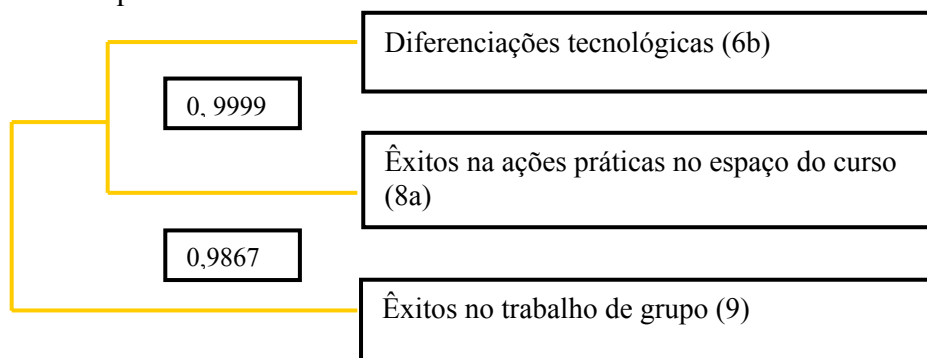 Diferenciações tecnológicas (6b)
0, 9999
Êxitos na ações práticas no espaço do curso
(8a)
0,9867
Êxitos no trabalho de grupo (9)